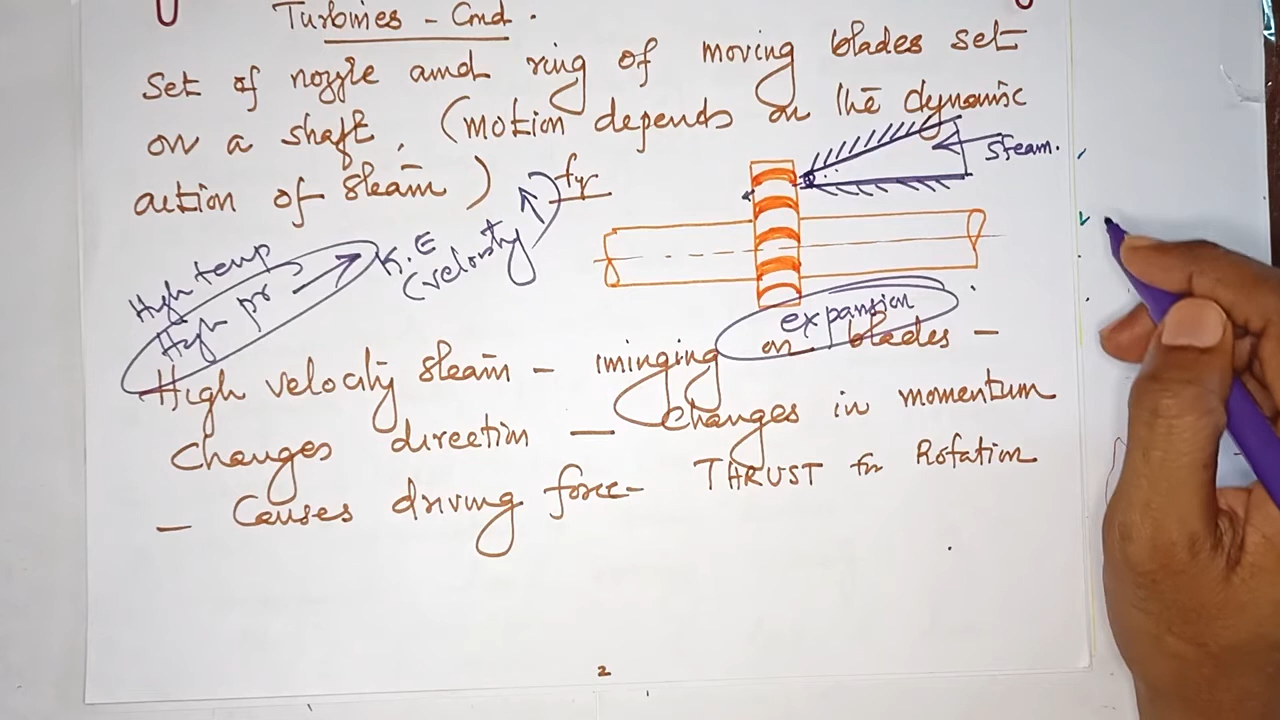 Turbines - Cond.
Set of nozzle and ring of moving blades set
on a shaft. (motion depends on the dynamic
action of steam)
fr
Steam.
High temp
High pr
K.E
(velocity
expansion
High velocity steam - iminging on blades -
changes direction - changes in momentum
- Causes driving force - THRUST for Rotation
2